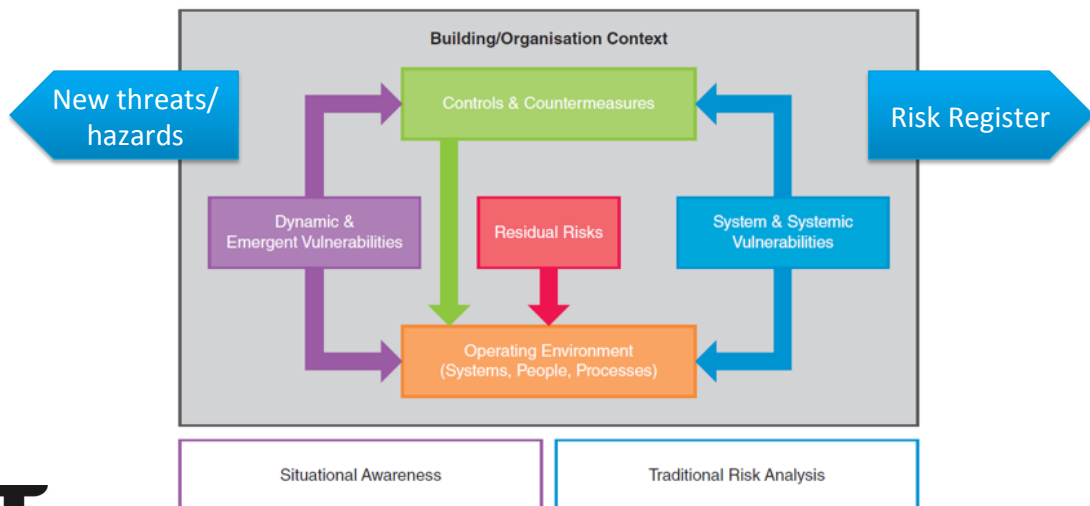 Building/Organisation Context
New threats/
hazards
Controls & Countermeasures
Risk Register
Dynamic &
Emergent Vulnerabilities
Residual Risks
System & Systemic
Vulnerabilities
Operating Environment
(Systems, People, Processes)
Situational Awareness
Traditional Risk Analysis